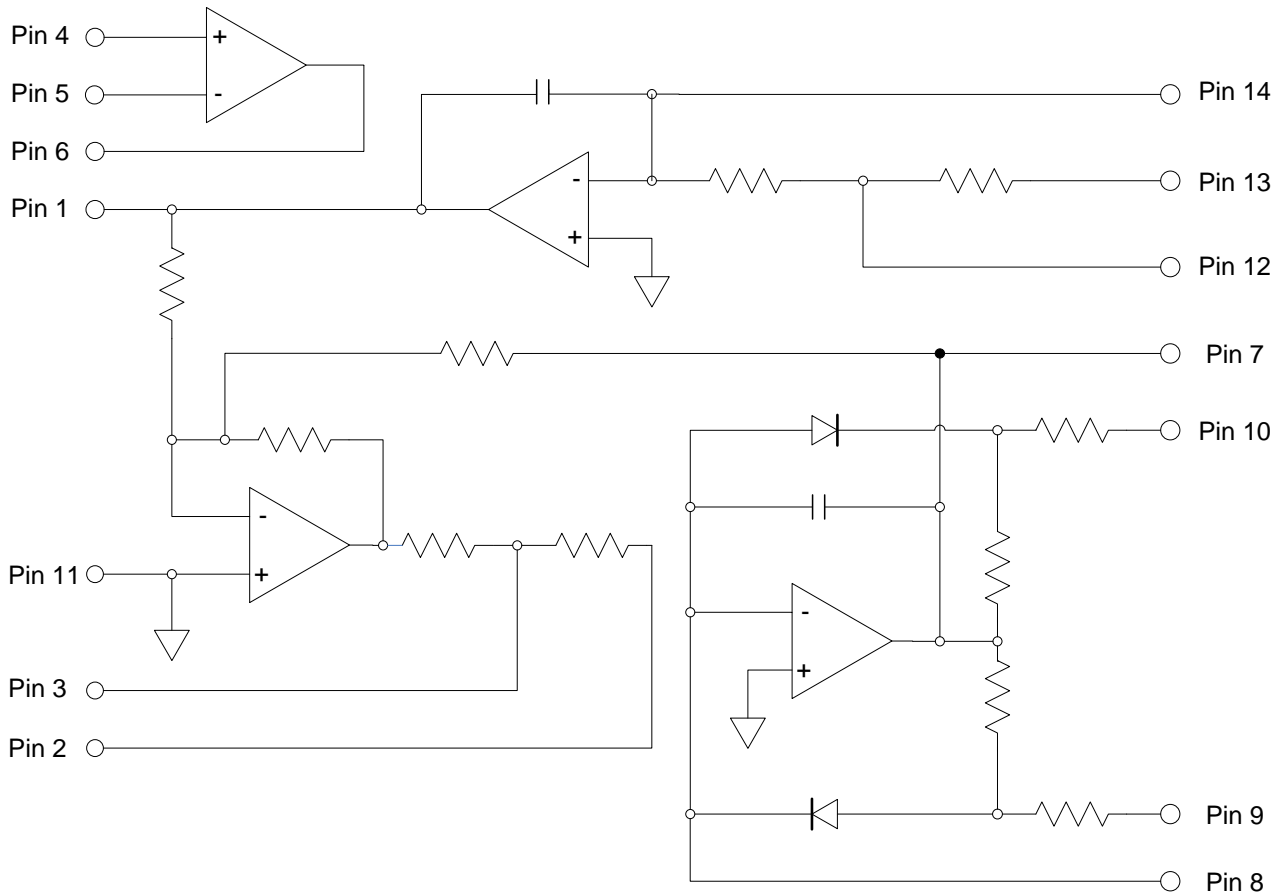 Pin 4
+
Pin 5
-
Pin 6
Pin 14
-
Pin 13
Pin 1
+
Pin 12
Pin 7
Pin 10
-
Pin 11
+
-
+
Pin 3
Pin 2
Pin 9
Pin 8